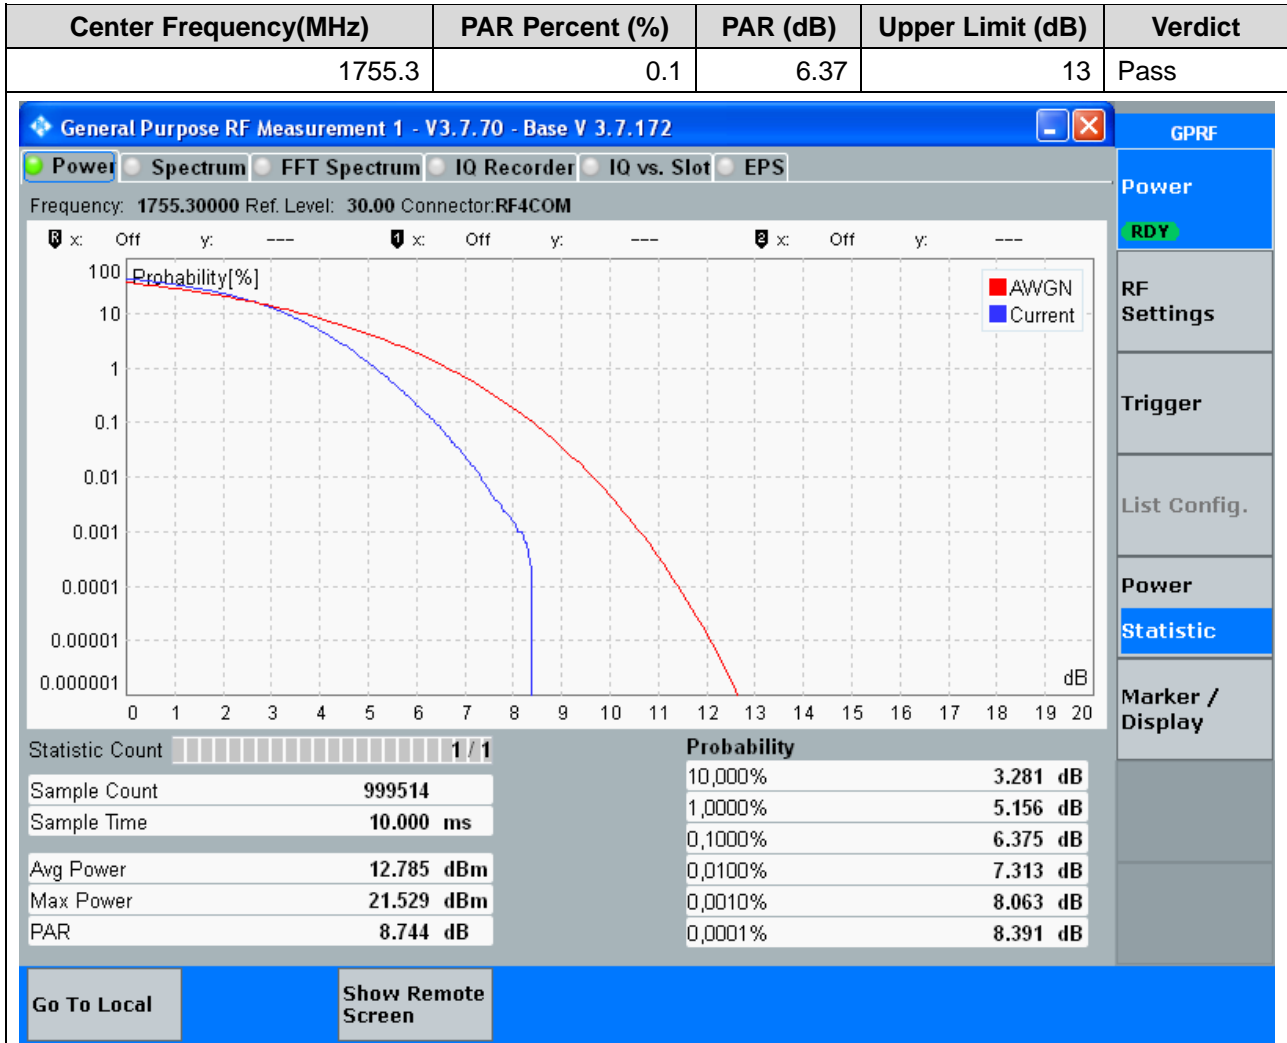 Center Frequency(MHz) PAR Percent (%) PAR (dB) Upper Limit (dB) Verdict
1755.3 0.1 6.37 13 Pass
General Purpose RF Measurement 1 - V3.7.70 - Base V 3.7.172
GPRF
Power Spectrum FFT Spectrum IQ Recorder IQ vs. Slot EPS
Power
RDY
Frequency: 1755.30000 Ref. Level: 30.00 Connector:RF4COM
R x: Off y: --- 1 x: Off y: --- 2 x: Off y: ---
Probability[%]
AWGN
Current
100
10
1
0.1
0.01
0.001
0.0001
0.00001
0.000001
dB
0 1 2 3 4 5 6 7 8 9 10 11 12 13 14 15 16 17 18 19 20
RF
Settings
Trigger
List Config.
Power
Statistic
Marker /
Display
Statistic Count 1 / 1
Sample Count 999514
Sample Time 10.000 ms
Avg Power 12.785 dBm
Max Power 21.529 dBm
PAR 8.744 dB
Probability
10,000% 3.281 dB
1,0000% 5.156 dB
0,1000% 6.375 dB
0,0100% 7.313 dB
0,0010% 8.063 dB
0,0001% 8.391 dB
Go To Local
Show Remote
Screen